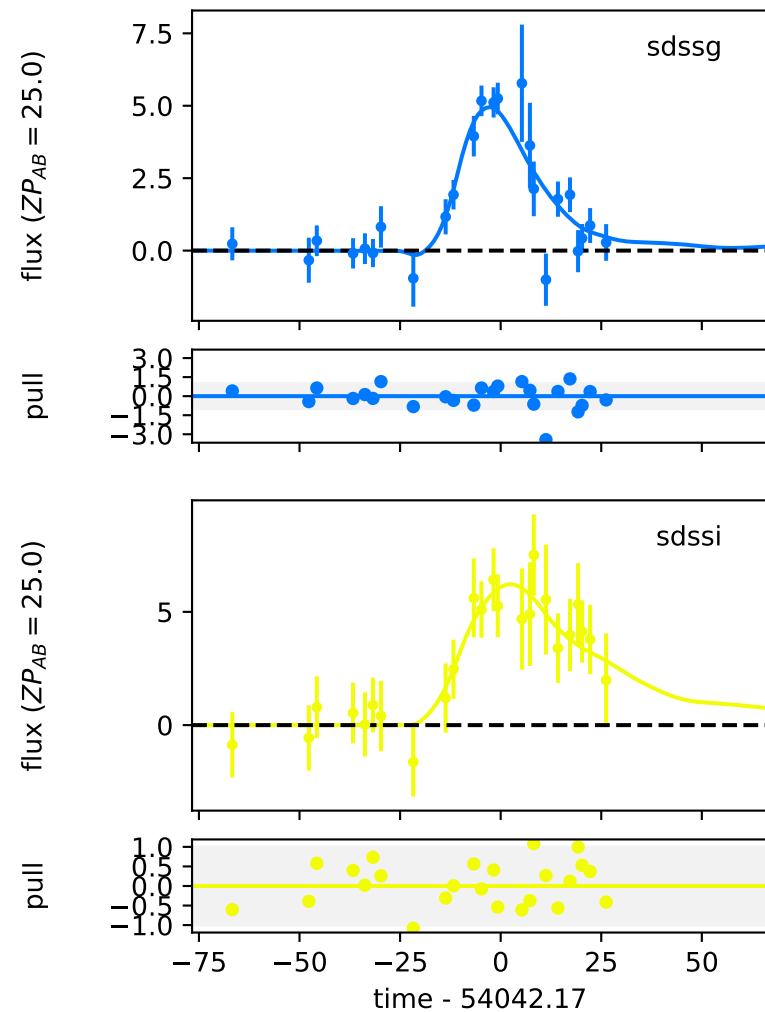 sdssg
flux (ZP_AB = 25.0)
7.5
5.0
2.5
0.0
pull
3.0
1.5
0.0
−1.5
−3.0
sdssi
flux (ZP_AB = 25.0)
5
0
pull
1.0
0.5
0.0
−0.5
−1.0
−75 −50 −25 0 25 50
time - 54042.17